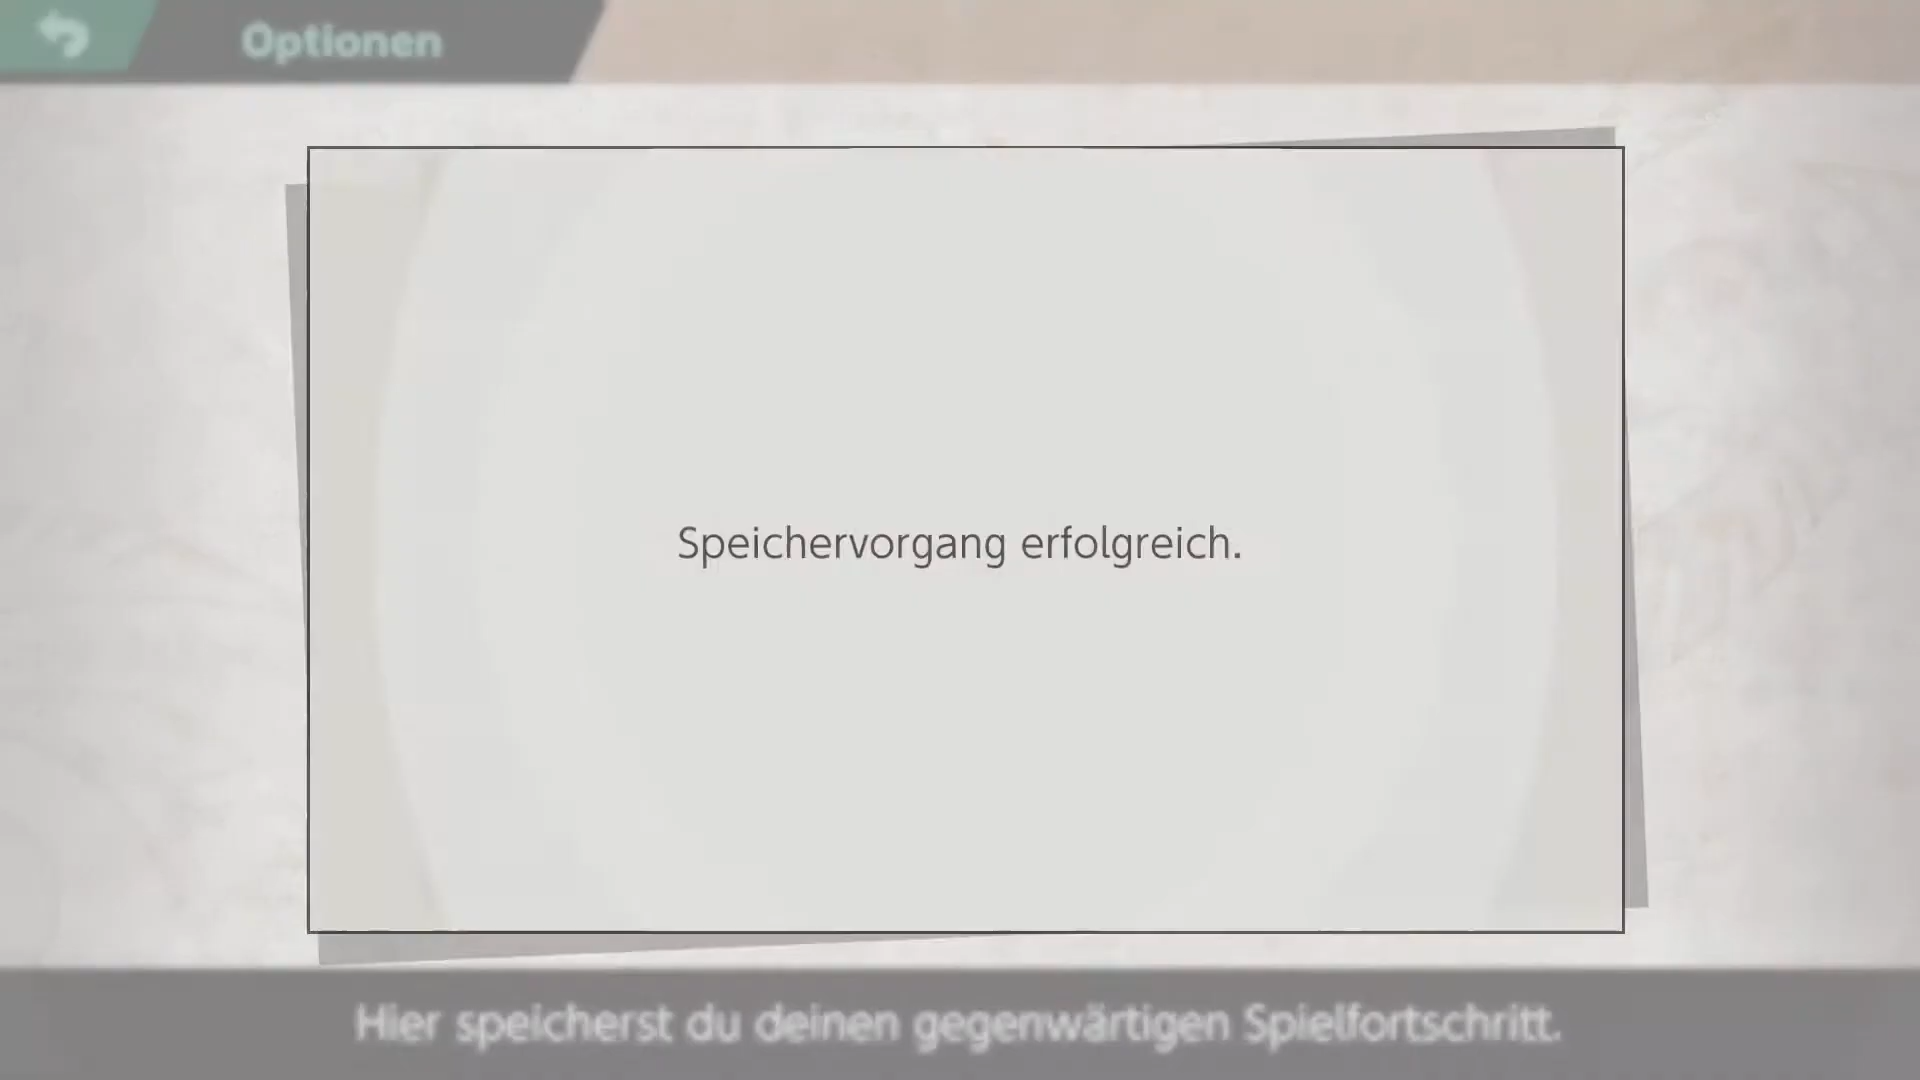 Optionen
Speichervorgang erfolgreich.
Hier speicherst du deinen gegenwärtigen Spielfortschritt.